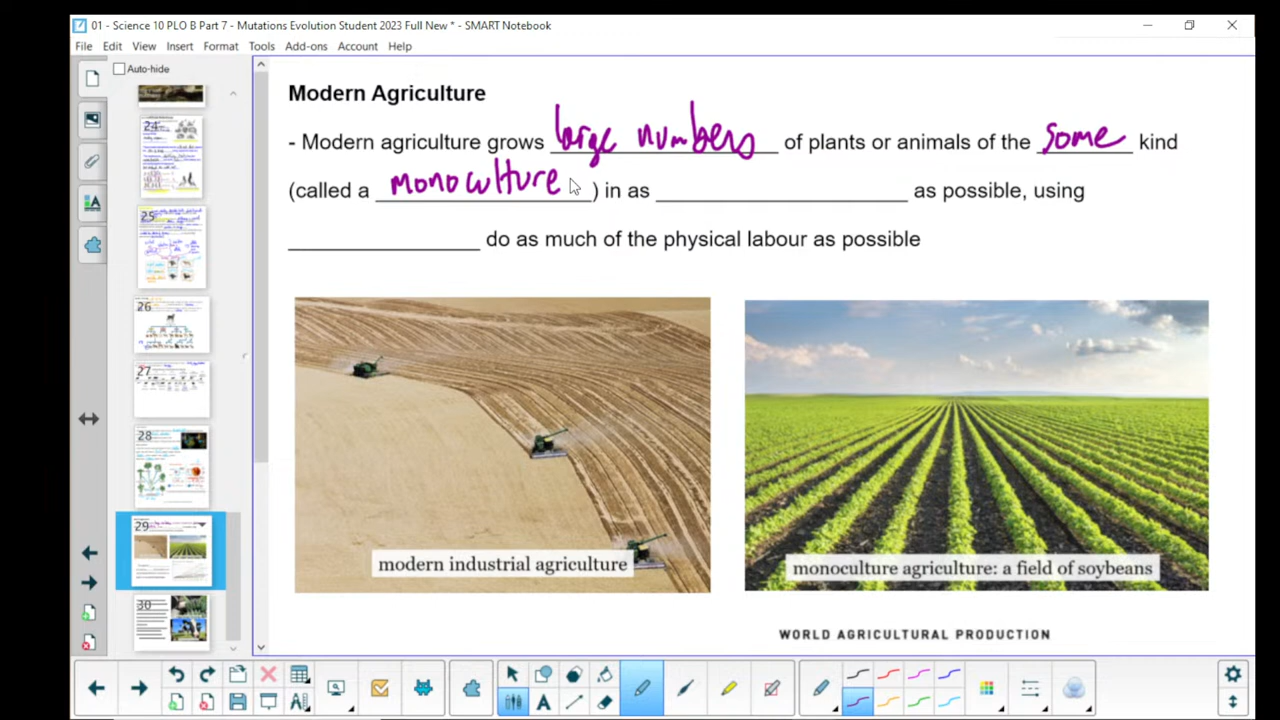 01 - Science 10 PLO B Part 7 - Mutations Evolution Student 2023 Full New * - SMART Notebook
File Edit View Insert Format Tools Add-ons Account Help
Auto-hide
24
25
26
27
28
29
30
Modern Agriculture
- Modern agriculture grows large numbers of plants or animals of the some kind
(called a monoculture ) in as ____ as possible, using
____ do as much of the physical labour as possible
modern industrial agriculture
monoculture agriculture: a field of soybeans
WORLD AGRICULTURAL PRODUCTION
A